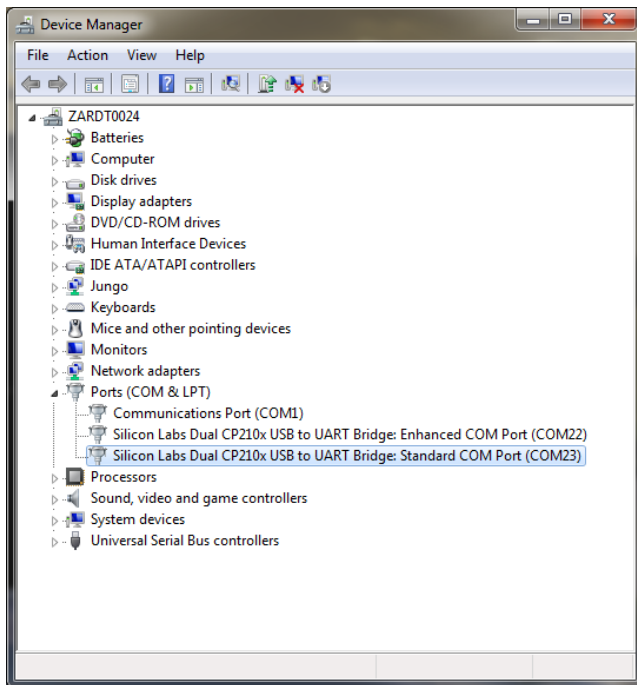 Device Manager
File Action View Help
ZARDT0024
Batteries
Computer
Disk drives
Display adapters
DVD/CD-ROM drives
Human Interface Devices
IDE ATA/ATAPI controllers
Jungo
Keyboards
Mice and other pointing devices
Monitors
Network adapters
Ports (COM & LPT)
Communications Port (COM1)
Silicon Labs Dual CP210x USB to UART Bridge: Enhanced COM Port (COM22)
Silicon Labs Dual CP210x USB to UART Bridge: Standard COM Port (COM23)
Processors
Sound, video and game controllers
System devices
Universal Serial Bus controllers